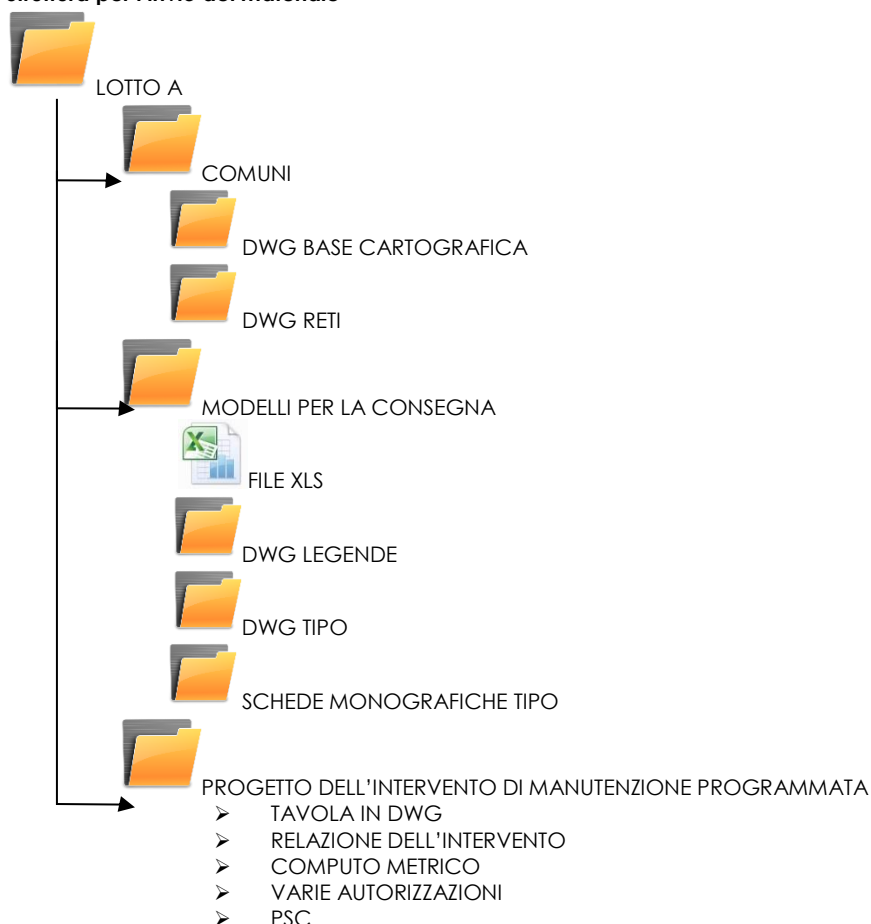 LOTTO A
COMUNI
DWG BASE CARTOGRAFICA
DWG RETI
MODELLI PER LA CONSEGNA
FILE XLS
DWG LEGENDE
DWG TIPO
SCHEDE MONOGRAFICHE TIPO
PROGETTO DELL'INTERVENTO DI MANUTENZIONE PROGRAMMATA
➢ TAVOLA IN DWG
➢ RELAZIONE DELL'INTERVENTO
➢ COMPUTO METRICO
➢ VARIE AUTORIZZAZIONI
➢ PSC